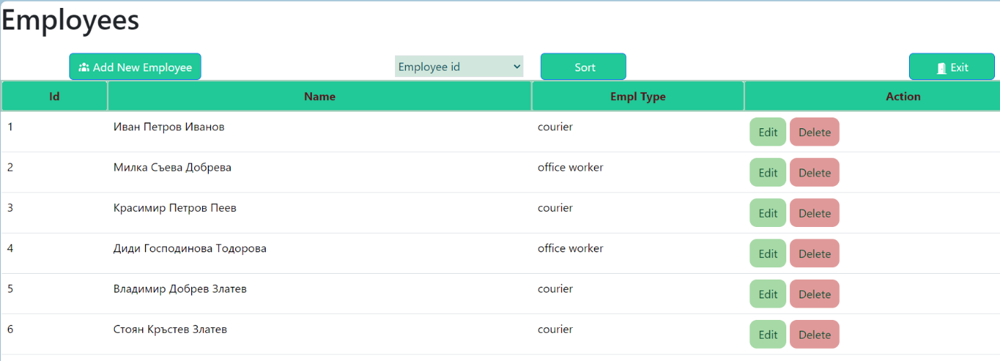 Employees
Add New Employee Employee id Sort Exit
Id Name Empl Type Action
1 Иван Петров Иванов courier Edit Delete
2 Милка Съева Добрева office worker Edit Delete
3 Красимир Петров Пеев courier Edit Delete
4 Диди Господинова Тодорова office worker Edit Delete
5 Владимир Добрев Златев courier Edit Delete
6 Стоян Кръстев Златев courier Edit Delete